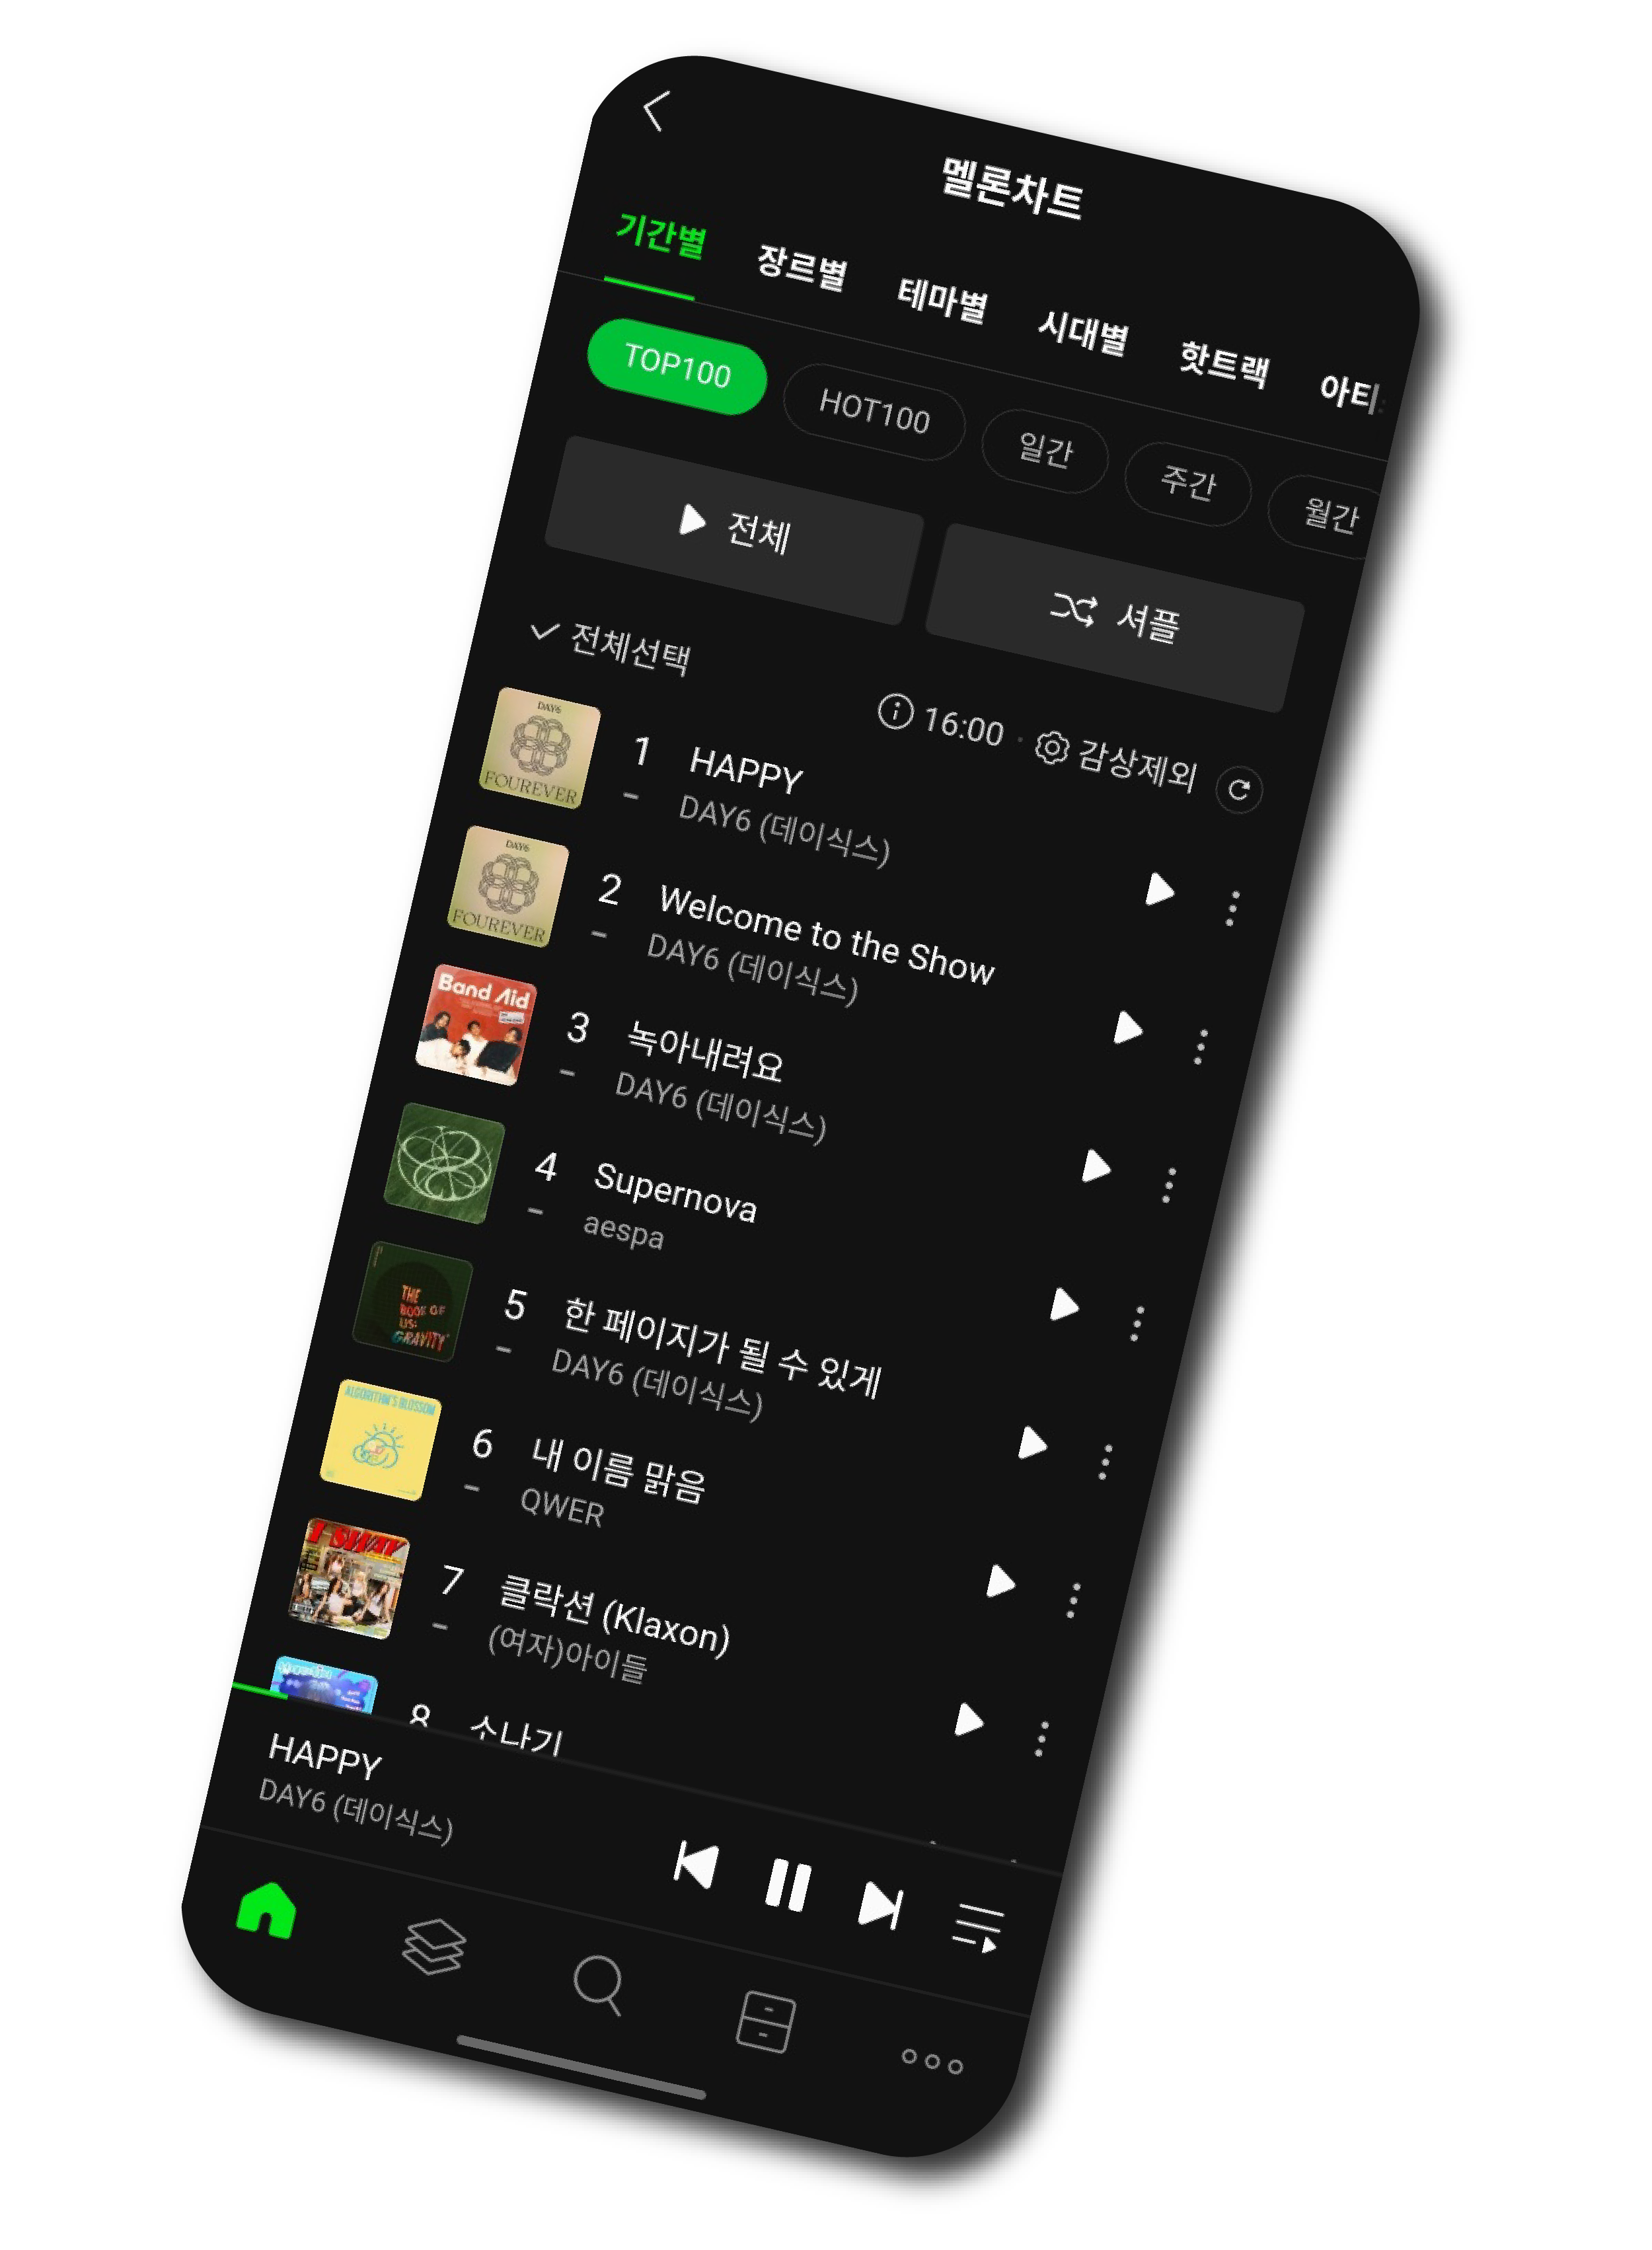 멜론차트
기간별 장르별 테마별 시대별 핫트랙 아티
TOP100 HOT100 일간 주간 월간
전체 셔플
전체선택 16:00 · 감상제외
DAY6
FOUREVER
1 HAPPY
DAY6 (데이식스)
DAY6
FOUREVER
2 Welcome to the Show
DAY6 (데이식스)
Band Aid
3 녹아내려요
DAY6 (데이식스)
4 Supernova
aespa
THE
BOOK OF
US:
GRAVITY
5 한 페이지가 될 수 있게
DAY6 (데이식스)
ALGORITHM'S BLOSSOM
6 내 이름 맑음
QWER
I SWAY
7 클락션 (Klaxon)
(여자)아이들
8 소나기
HAPPY
DAY6 (데이식스)